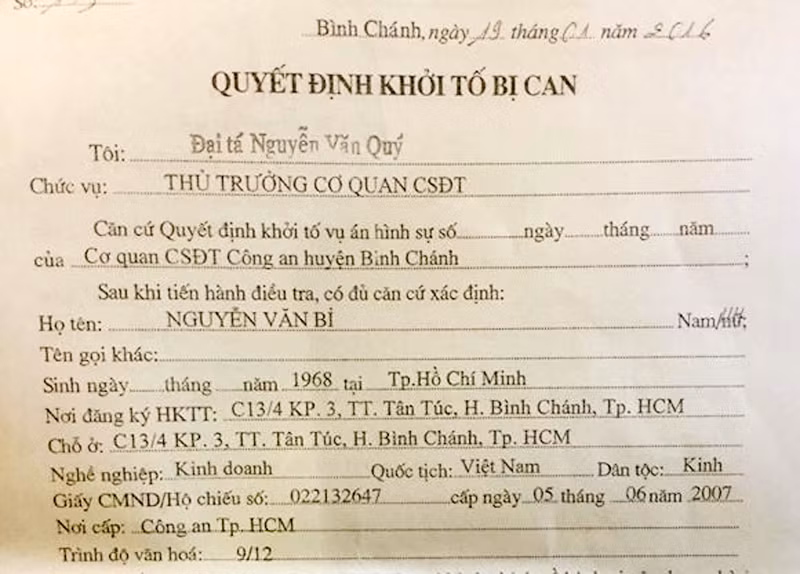 Số:
Bình Chánh, ngày 19 tháng 01 năm 2016
QUYẾT ĐỊNH KHỞI TỐ BỊ CAN
Tôi: Đại tá Nguyễn Văn Quý
Chức vụ: THỦ TRƯỞNG CƠ QUAN CSĐT
Căn cứ Quyết định khởi tố vụ án hình sự số ngày tháng năm
của Cơ quan CSĐT Công an huyện Bình Chánh ;
Sau khi tiến hành điều tra, có đủ căn cứ xác định:
Họ tên: NGUYỄN VĂN BỈ Nam/nữ;
Tên gọi khác:
Sinh ngày tháng năm 1968 tại Tp.Hồ Chí Minh
Nơi đăng ký HKTT: C13/4 KP. 3, TT. Tân Túc, H. Bình Chánh, Tp. HCM
Chỗ ở: C13/4 KP. 3, TT. Tân Túc, H. Bình Chánh, Tp. HCM
Nghề nghiệp: Kinh doanh Quốc tịch: Việt Nam Dân tộc: Kinh
Giấy CMND/Hộ chiếu số: 022132647 cấp ngày 05 tháng 06 năm 2007
Nơi cấp: Công an Tp. HCM
Trình độ văn hoá: 9/12